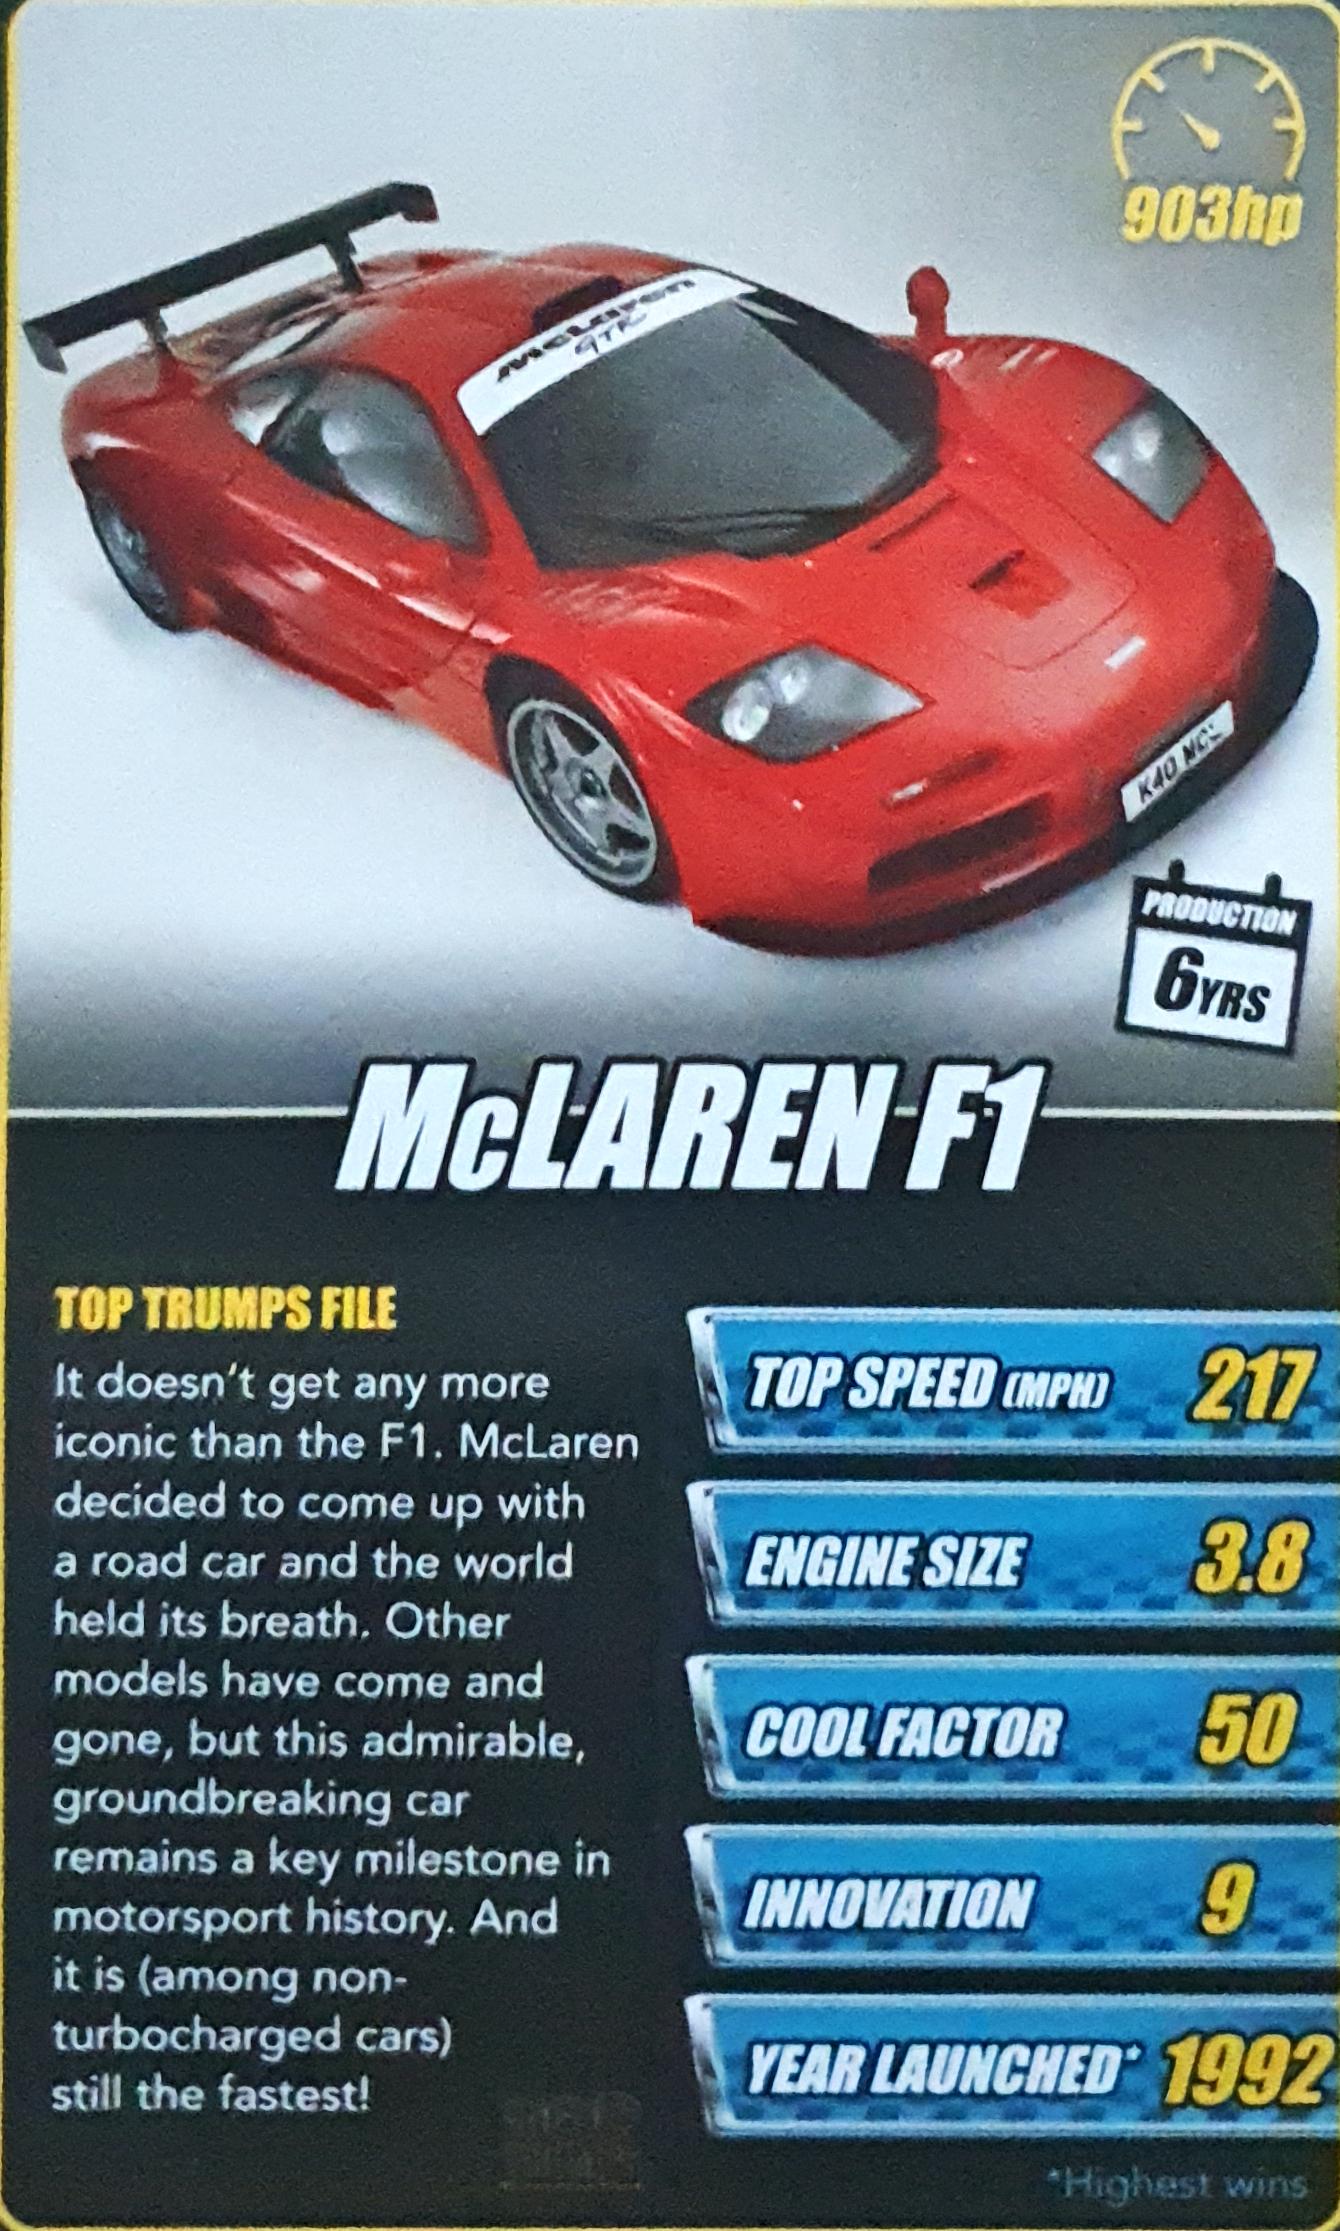 903hp
McLaren
GTR
K40 MCL
PRODUCTION
6YRS
McLAREN F1
TOP TRUMPS FILE
It doesn't get any more
iconic than the F1. McLaren
decided to come up with
a road car and the world
held its breath. Other
models have come and
gone, but this admirable,
groundbreaking car
remains a key milestone in
motorsport history. And
it is (among non-
turbocharged cars)
still the fastest!
TOP SPEED (MPH) 217
ENGINE SIZE 3.8
COOL FACTOR 50
INNOVATION 9
YEAR LAUNCHED* 1992
*Highest wins